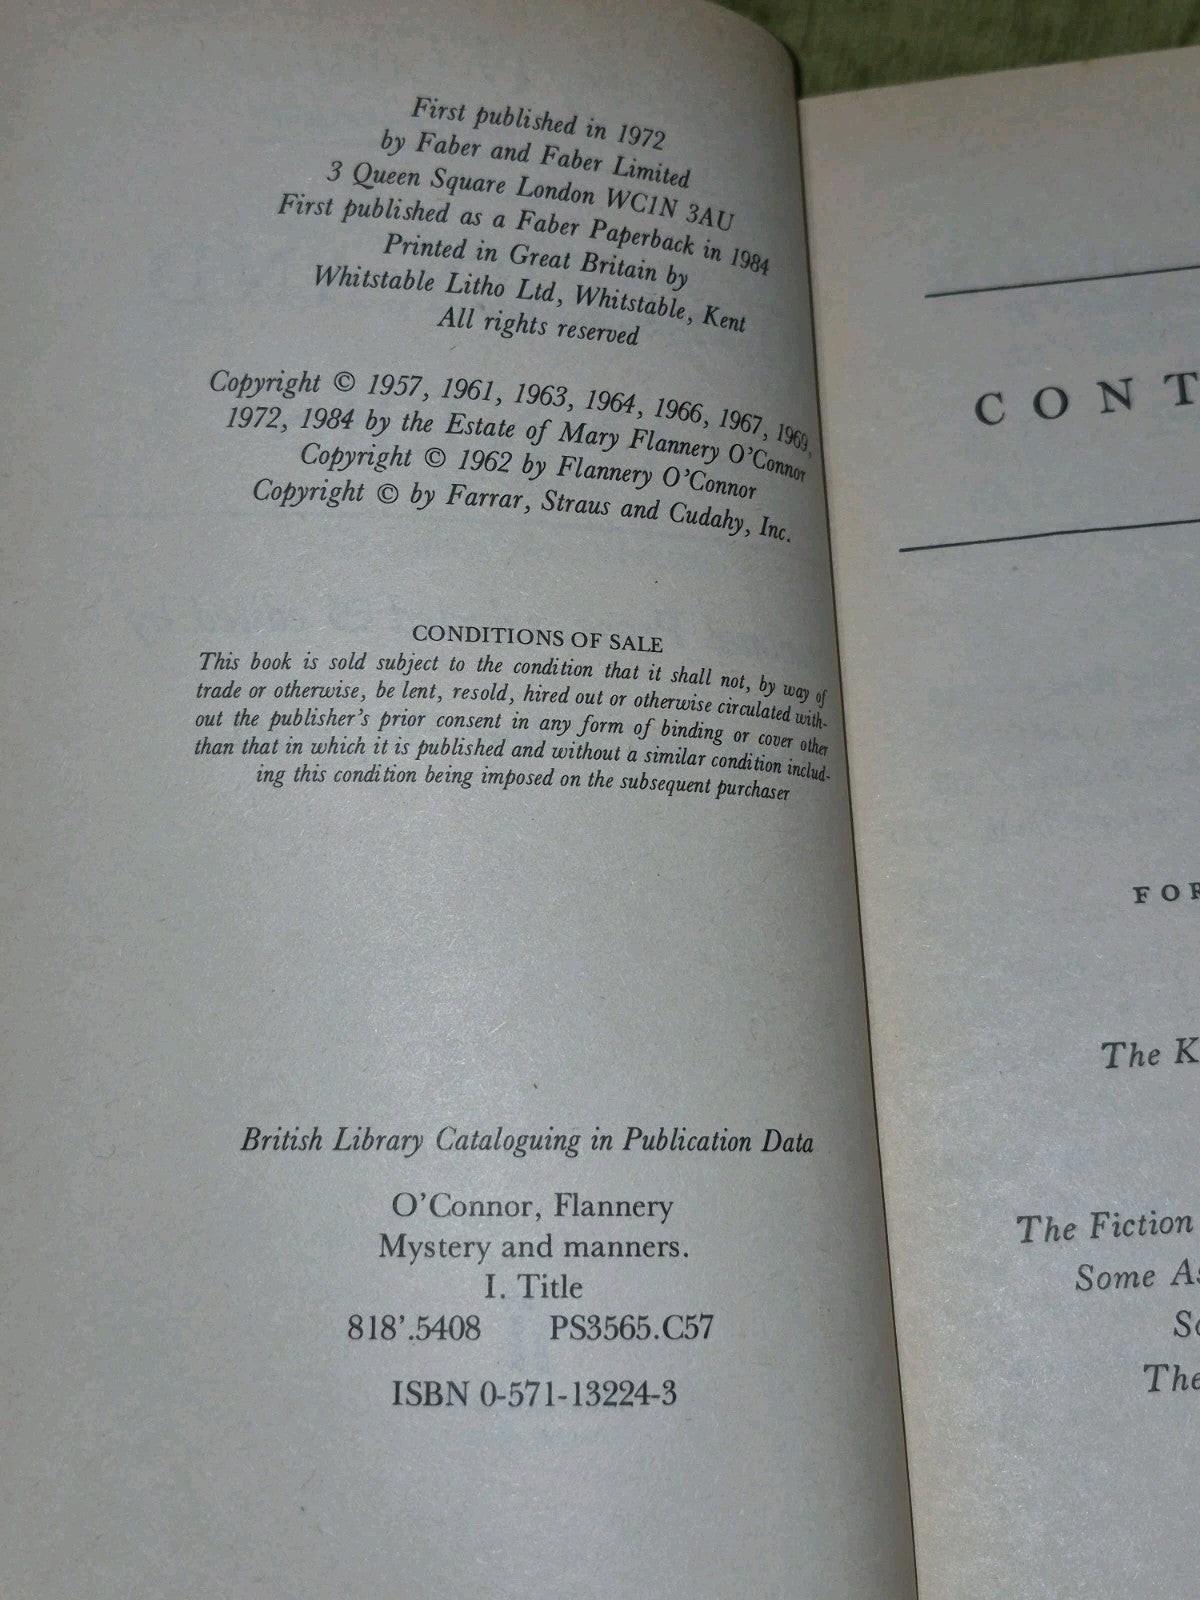 First published in 1972
by Faber and Faber Limited
3 Queen Square London WC1N 3AU
First published as a Faber Paperback in 1984
Printed in Great Britain by
Whitstable Litho Ltd, Whitstable, Kent
All rights reserved
Copyright © 1957, 1961, 1963, 1964, 1966, 1967, 1969,
1972, 1984 by the Estate of Mary Flannery O'Connor
Copyright © 1962 by Flannery O'Connor
Copyright © by Farrar, Straus and Cudahy, Inc.
CONDITIONS OF SALE
This book is sold subject to the condition that it shall not, by way of
trade or otherwise, be lent, resold, hired out or otherwise circulated with-
out the publisher's prior consent in any form of binding or cover other
than that in which it is published and without a similar condition includ-
ing this condition being imposed on the subsequent purchaser
British Library Cataloguing in Publication Data
O'Connor, Flannery
Mystery and manners.
I. Title
818'.5408 PS3565.C57
ISBN 0-571-13224-3
CONT
FOR
The K
The Fiction
Some As
So
The